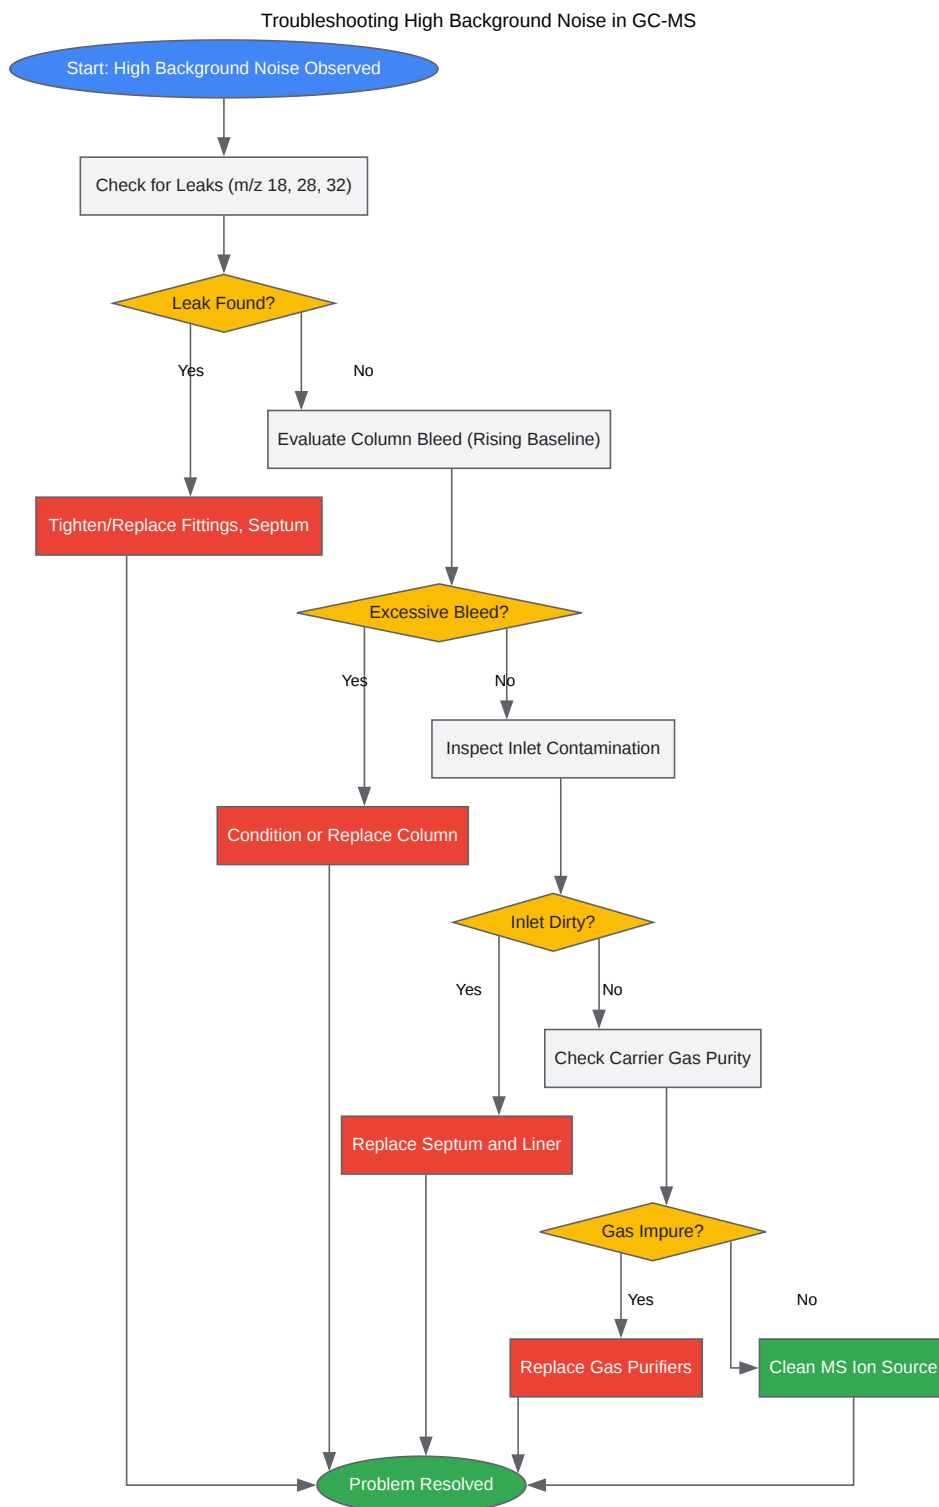 Troubleshooting High Background Noise in GC-MS
Start: High Background Noise Observed
Check for Leaks (m/z 18, 28, 32)
Leak Found?
Yes
No
Evaluate Column Bleed (Rising Baseline)
Tighten/Replace Fittings, Septum
Excessive Bleed?
Yes
No
Inspect Inlet Contamination
Condition or Replace Column
Inlet Dirty?
Yes
No
Check Carrier Gas Purity
Replace Septum and Liner
Gas Impure?
Yes
No
Replace Gas Purifiers
Clean MS Ion Source
Problem Resolved